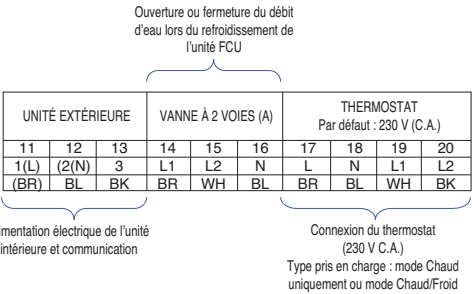 Ouverture ou fermeture du débit
d'eau lors du refroidissement de
l'unité FCU
UNITÉ EXTÉRIEURE VANNE À 2 VOIES (A) THERMOSTAT
Par défaut : 230 V (C.A.)
11 12 13 14 15 16 17 18 19 20
1(L) (2(N) 3 L1 L2 N L N L1 L2
(BR) BL BK BR WH BL BR BL WH BK
mentation électrique de l'unité
intérieure et communication
Connexion du thermostat
(230 V C.A.)
Type pris en charge : mode Chaud
uniquement ou mode Chaud/Froid